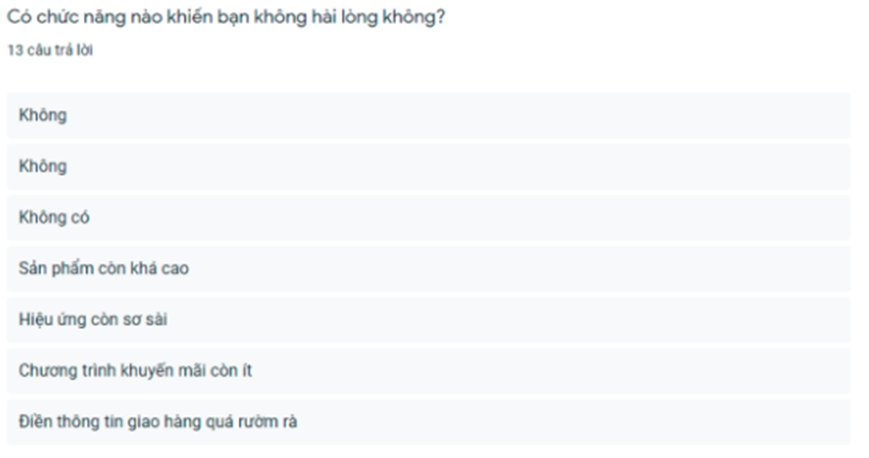 Có chức năng nào khiến bạn không hài lòng không?
13 câu trả lời
Không
Không
Không có
Sản phẩm còn khá cao
Hiệu ứng còn sơ sài
Chương trình khuyến mãi còn ít
Điền thông tin giao hàng quá rườm rà